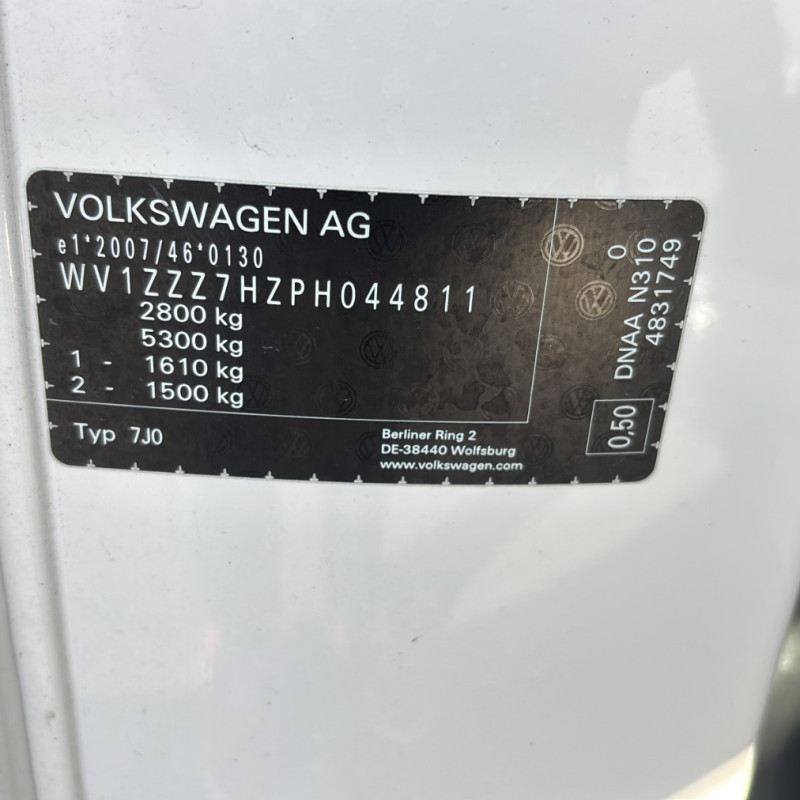 VOLKSWAGEN AG
e1*2007/46*0130
WV1ZZZ7HZPH044811
2800 kg
5300 kg
1 - 1610 kg
2 - 1500 kg
Typ 7J0
Berliner Ring 2
DE-38440 Wolfsburg
www.volkswagen.com
0
DNAA N310
4831749
0,50